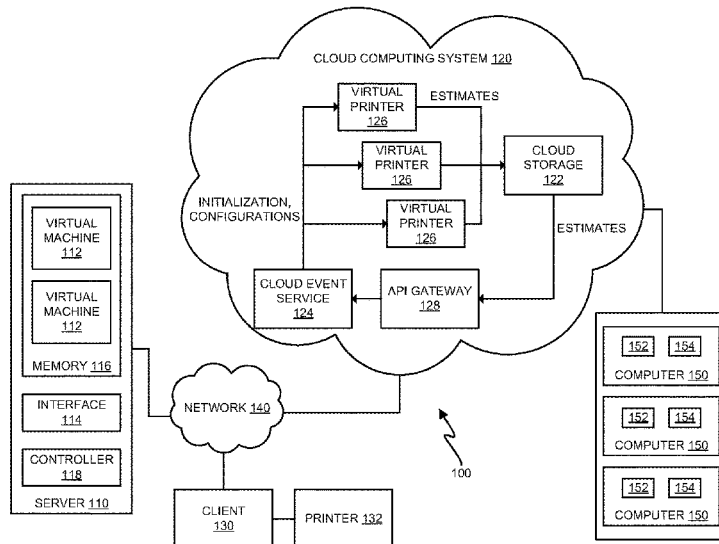 CLOUD COMPUTING SYSTEM 120
VIRTUAL
PRINTER
126
ESTIMATES
VIRTUAL
PRINTER
126
CLOUD
STORAGE
122
INITIALIZATION,
CONFIGURATIONS
VIRTUAL
PRINTER
126
ESTIMATES
CLOUD EVENT
SERVICE
124
API GATEWAY
128
VIRTUAL
MACHINE
112
VIRTUAL
MACHINE
112
MEMORY 116
INTERFACE
114
CONTROLLER
118
SERVER 110
NETWORK 140
100
CLIENT
130
PRINTER 132
152 154
COMPUTER 150
152 154
COMPUTER 150
152 154
COMPUTER 150